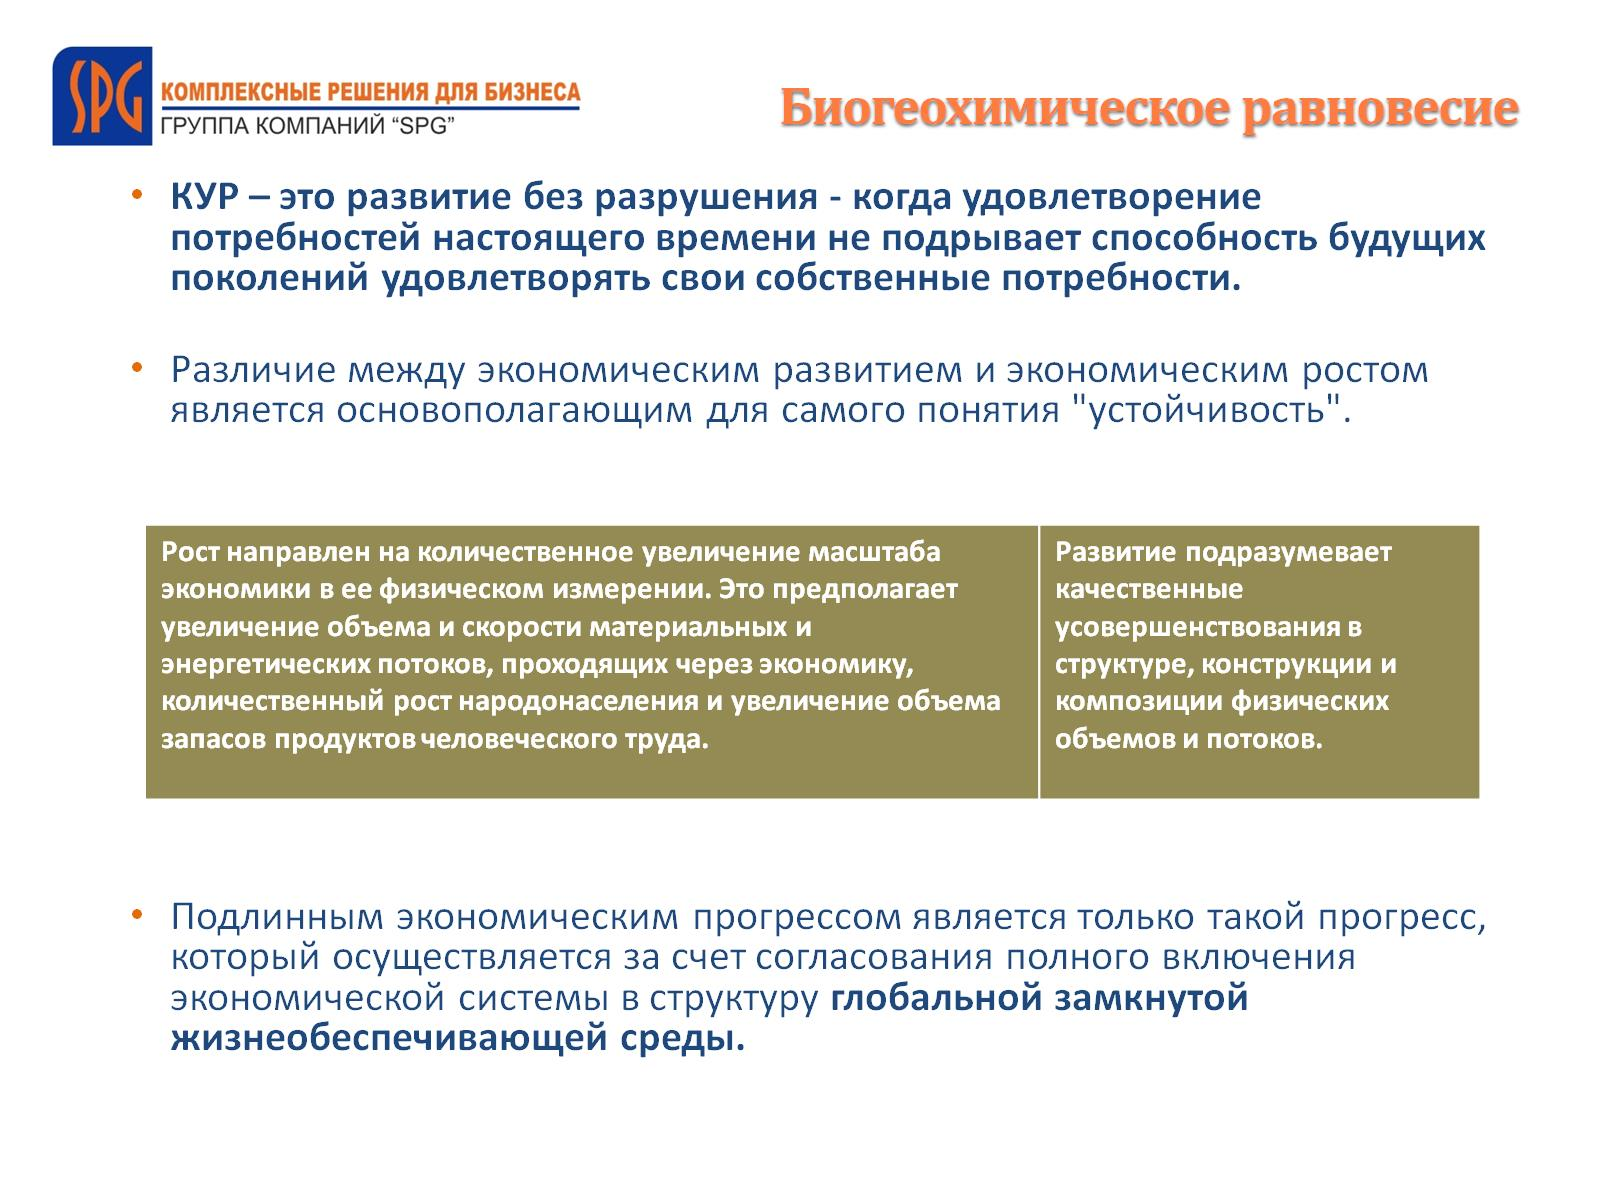 SPG
КОМПЛЕКСНЫЕ РЕШЕНИЯ ДЛЯ БИЗНЕСА
ГРУППА КОМПАНИЙ “SPG”
Биогеохимическое равновесие
• КУР – это развитие без разрушения - когда удовлетворение
потребностей настоящего времени не подрывает способность будущих
поколений удовлетворять свои собственные потребности.
• Различие между экономическим развитием и экономическим ростом
является основополагающим для самого понятия "устойчивость".
Рост направлен на количественное увеличение масштаба
экономики в ее физическом измерении. Это предполагает
увеличение объема и скорости материальных и
энергетических потоков, проходящих через экономику,
количественный рост народонаселения и увеличение объема
запасов продуктов человеческого труда.
Развитие подразумевает
качественные
усовершенствования в
структуре, конструкции и
композиции физических
объемов и потоков.
• Подлинным экономическим прогрессом является только такой прогресс,
который осуществляется за счет согласования полного включения
экономической системы в структуру глобальной замкнутой
жизнеобеспечивающей среды.